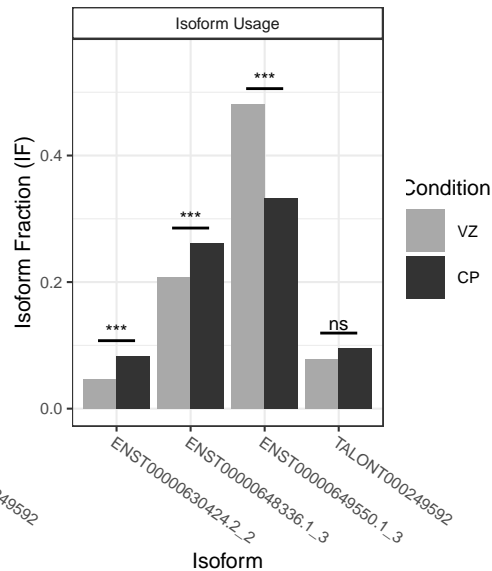 Isoform Usage
Isoform Fraction (IF)
0.4
0.2
0.0
***
***
***
ns
Condition
VZ
CP
ENST00000630424.2_2
ENST00000648336.1_3
ENST00000649550.1_3
TALONT000249592
249592
Isoform